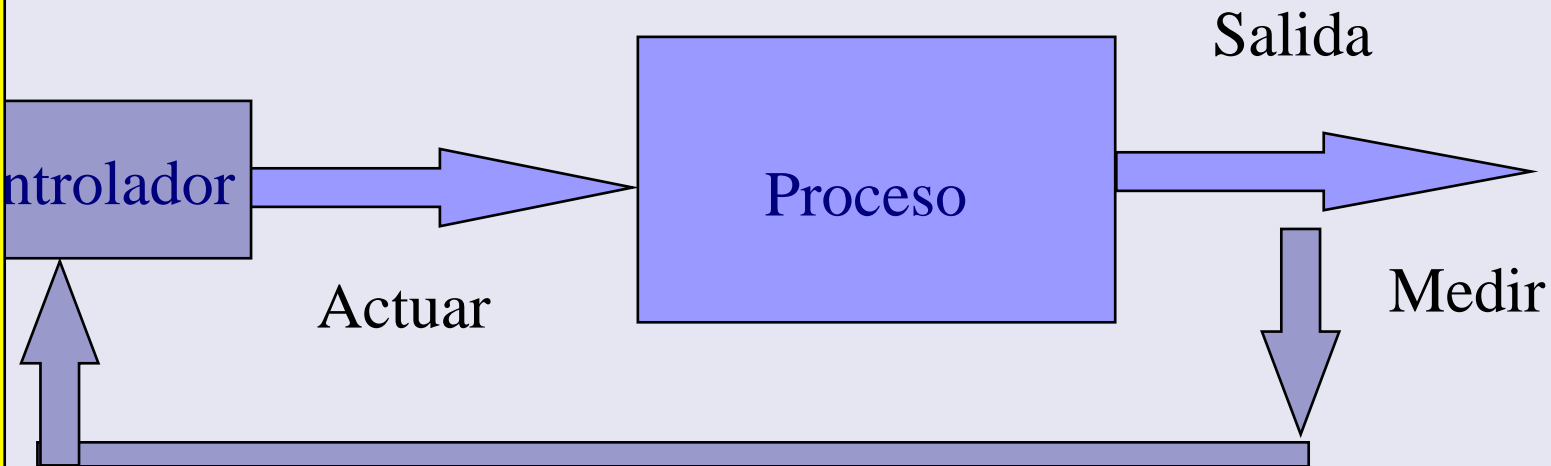 Salida
ntrolador
Proceso
Actuar
Medir